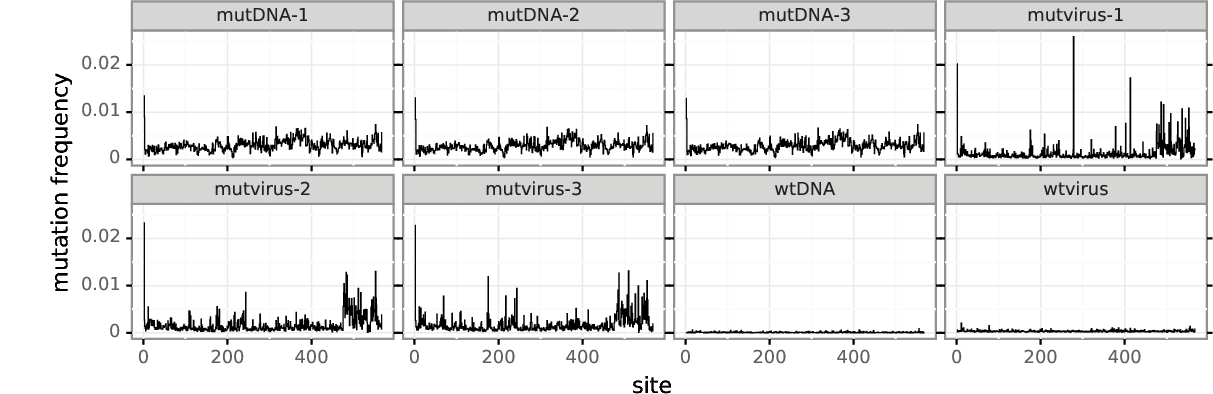 mutDNA-1 mutDNA-2 mutDNA-3 mutvirus-1
0.02
0.01
0
mutvirus-2 mutvirus-3 wtDNA wtvirus
0.02
0.01
0
0 200 400 0 200 400 0 200 400 0 200 400
site
mutation frequency